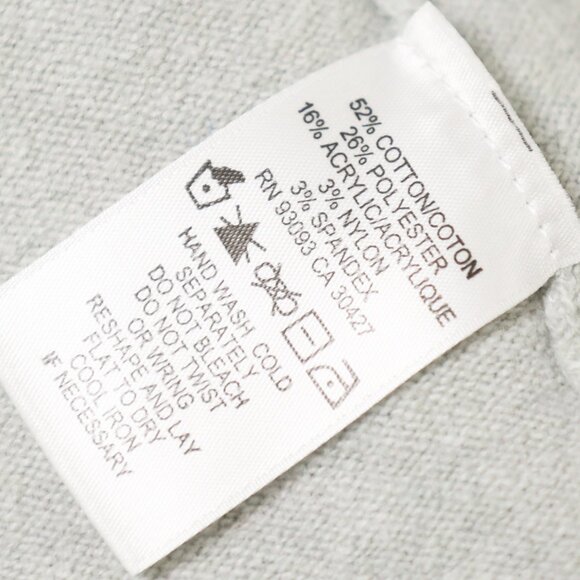 52% COTTON/COTON
26% POLYESTER
16% ACRYLIC/ACRYLIQUE
3% NYLON
3% SPANDEX
RN 93093 CA 30427
HAND WASH COLD
SEPARATELY
DO NOT BLEACH
DO NOT TWIST
OR WRING
RESHAPE AND LAY
FLAT TO DRY
COOL IRON
IF NECESSARY